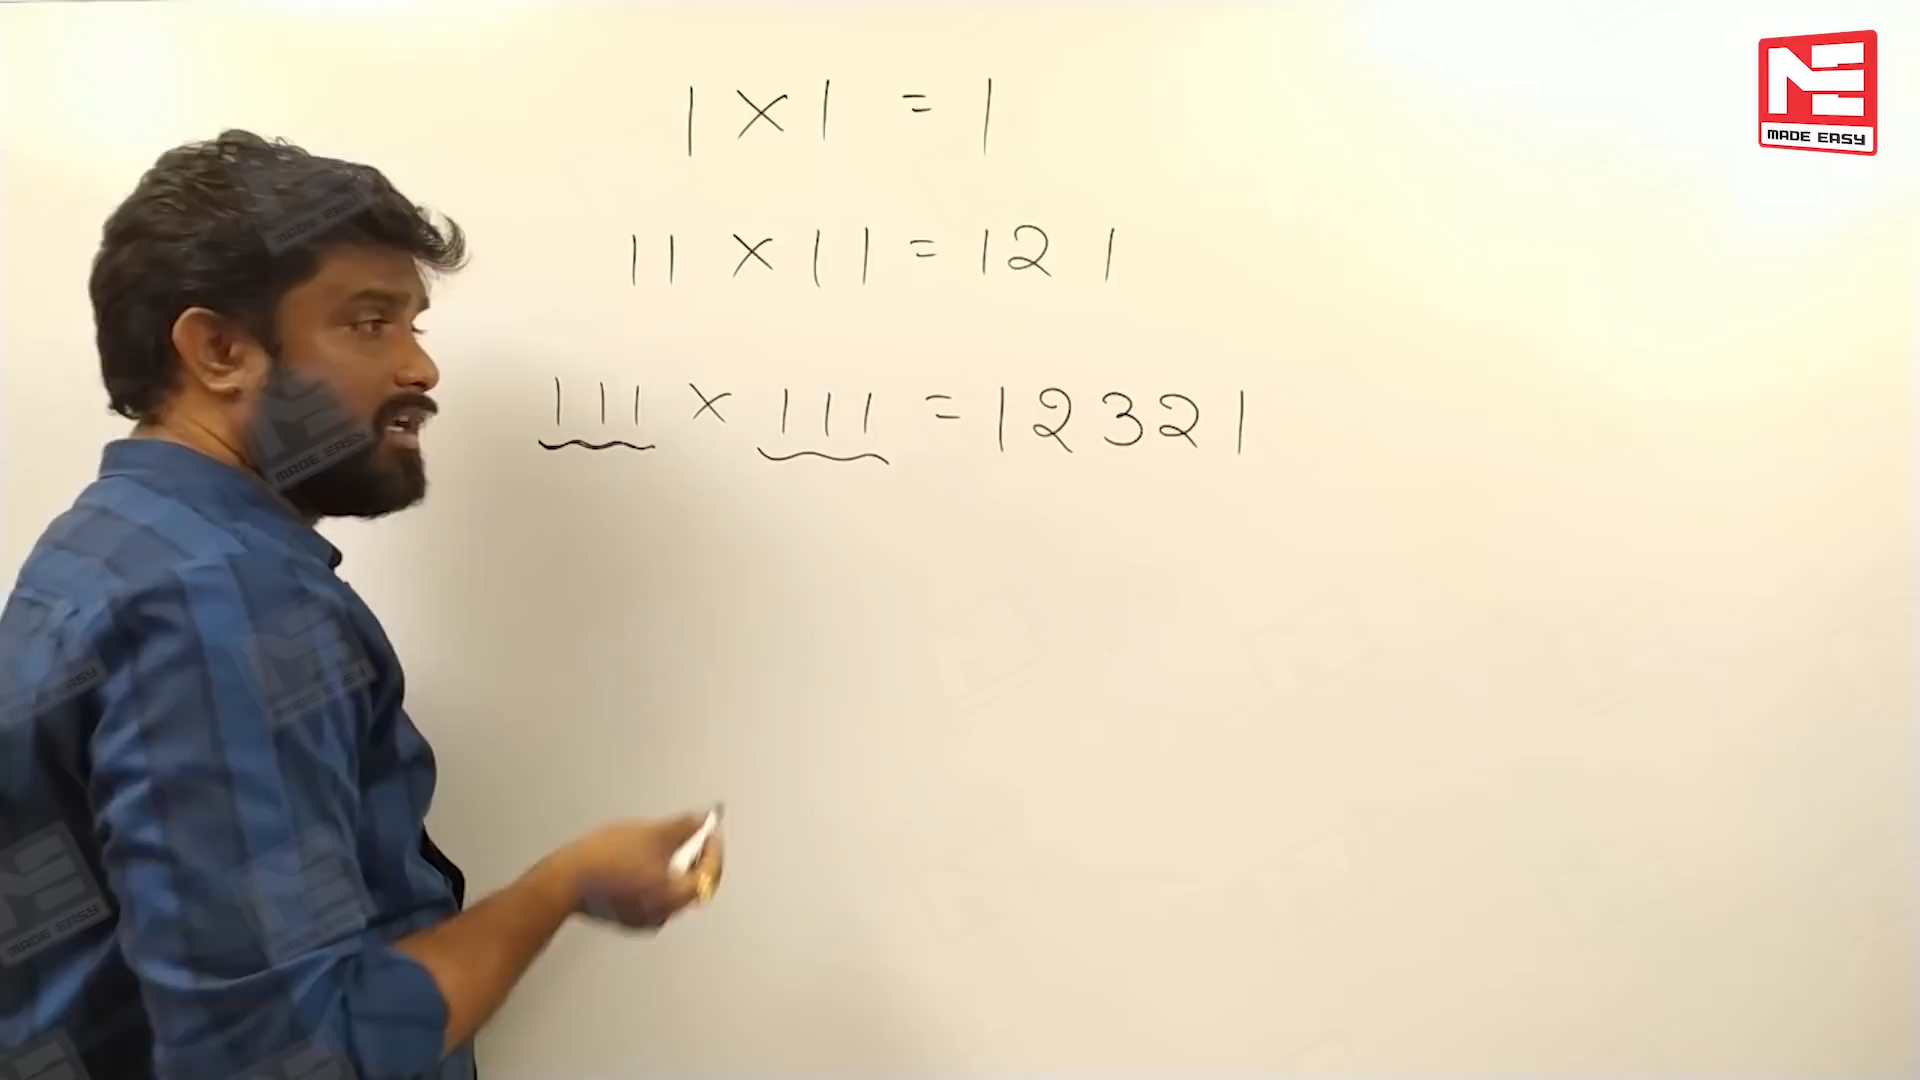 1 × 1 = 1
11 × 11 = 121
111 × 111 = 12321
MADE EASY